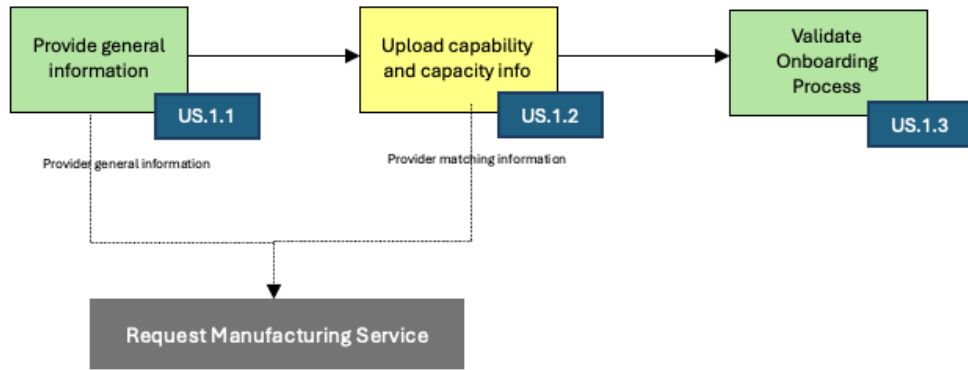 Provide general
information
US.1.1
Upload capability
and capacity info
US.1.2
Validate
Onboarding
Process
US.1.3
Provider general information
Provider matching information
Request Manufacturing Service